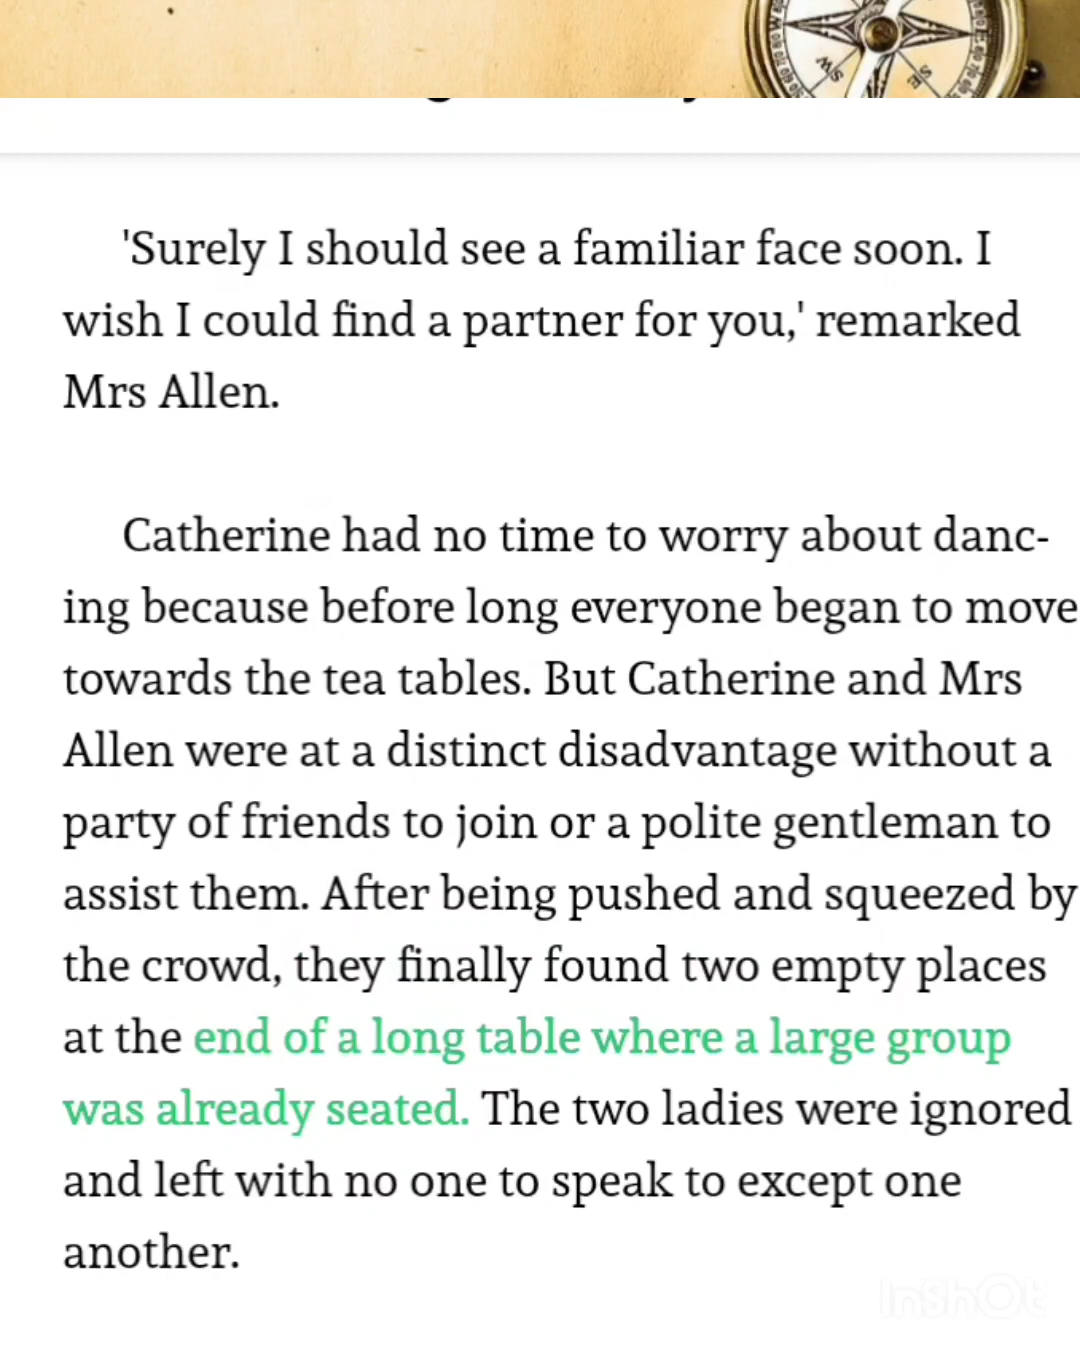 SW
SE
'Surely I should see a familiar face soon. I
wish I could find a partner for you,' remarked
Mrs Allen.
Catherine had no time to worry about danc-
ing because before long everyone began to move
towards the tea tables. But Catherine and Mrs
Allen were at a distinct disadvantage without a
party of friends to join or a polite gentleman to
assist them. After being pushed and squeezed by
the crowd, they finally found two empty places
at the end of a long table where a large group
was already seated. The two ladies were ignored
and left with no one to speak to except one
another.
InShOt